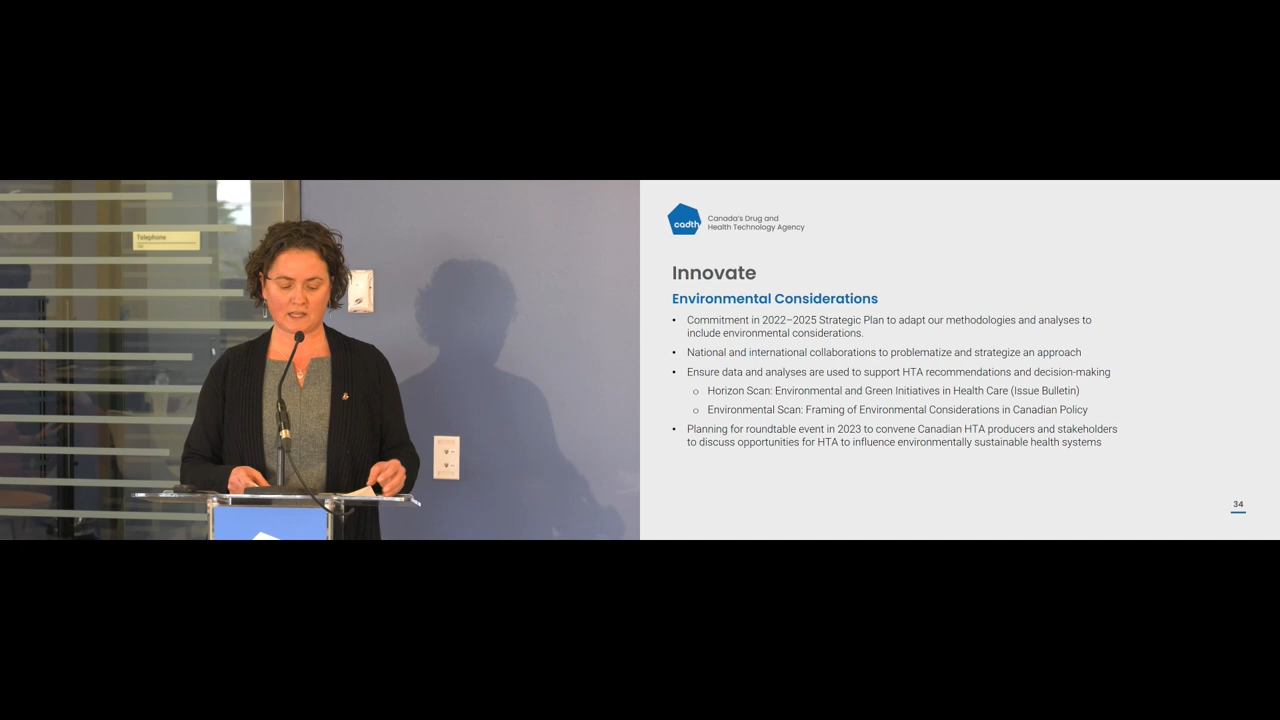 Telephone
cadth
Canada's Drug and
Health Technology Agency
Innovate
Environmental Considerations
• Commitment in 2022–2025 Strategic Plan to adapt our methodologies and analyses to
include environmental considerations.
• National and international collaborations to problematize and strategize an approach
• Ensure data and analyses are used to support HTA recommendations and decision-making
o Horizon Scan: Environmental and Green Initiatives in Health Care (Issue Bulletin)
o Environmental Scan: Framing of Environmental Considerations in Canadian Policy
• Planning for roundtable event in 2023 to convene Canadian HTA producers and stakeholders
to discuss opportunities for HTA to influence environmentally sustainable health systems
34